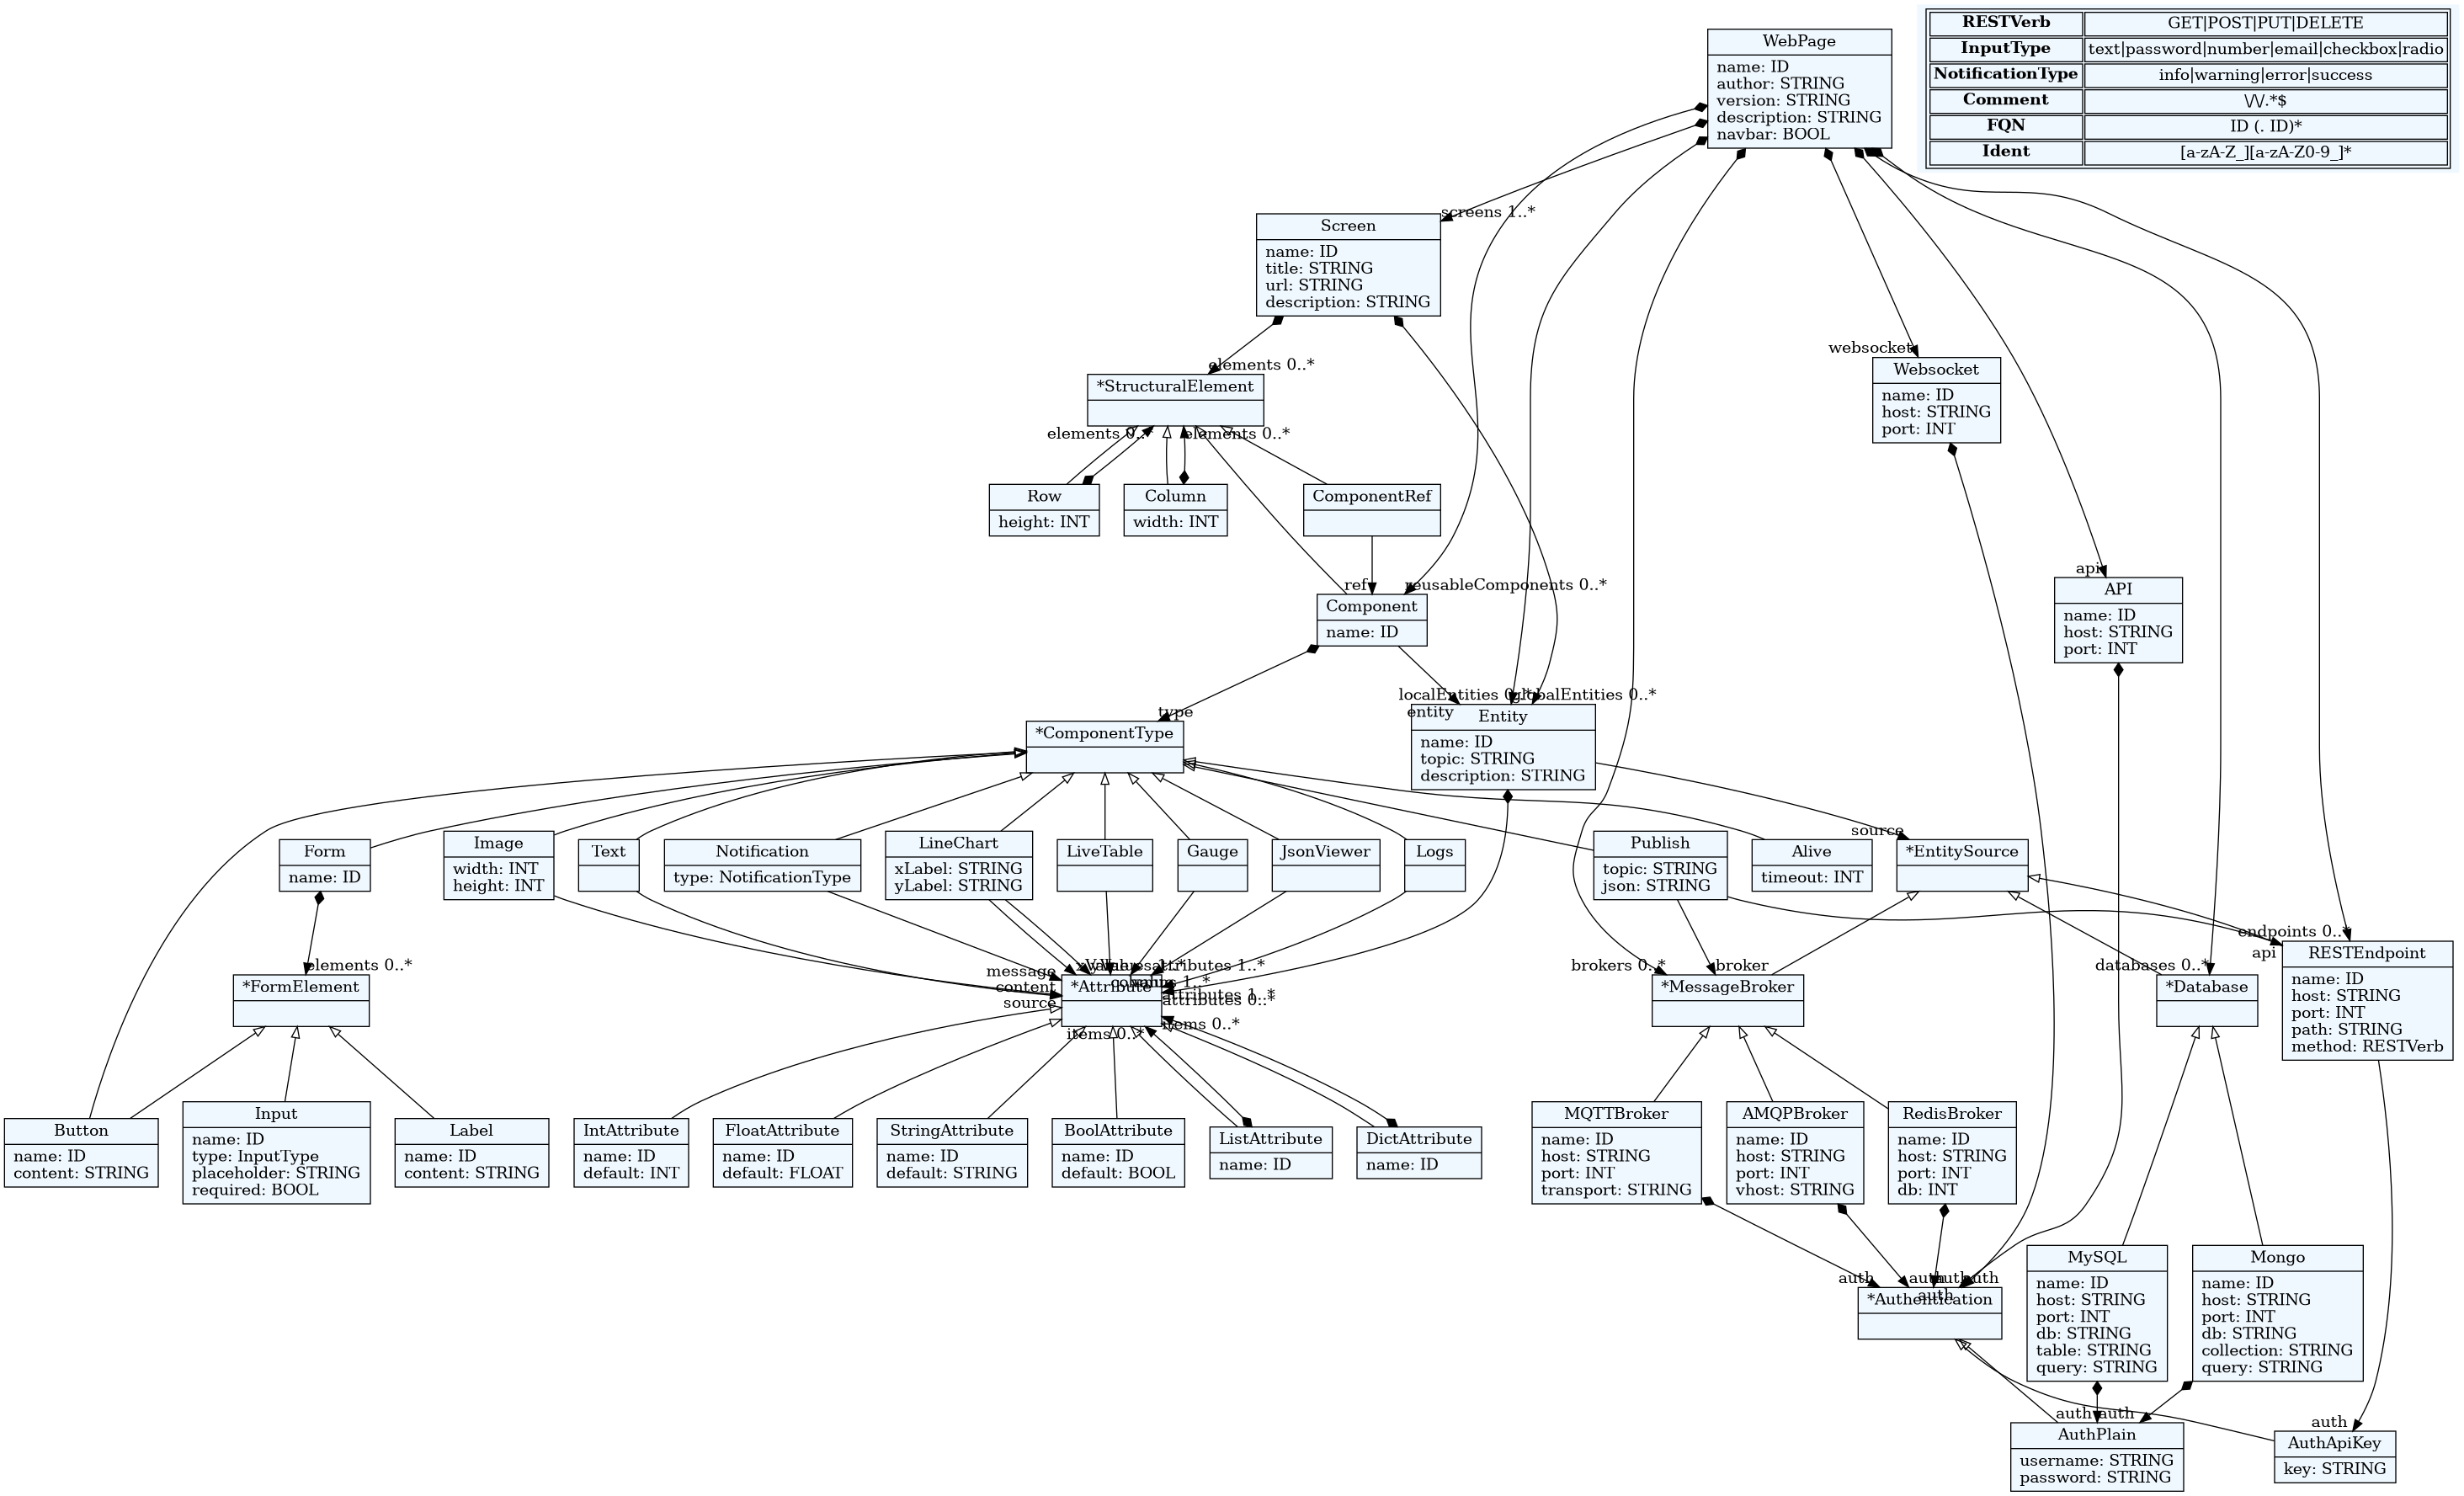 WebPage
name: ID
author: STRING
version: STRING
description: STRING
navbar: BOOL
RESTVerb GET|POST|PUT|DELETE
InputType text|password|number|email|checkbox|radio
NotificationType info|warning|error|success
Comment \/\/.*$
FQN ID (. ID)*
Ident [a-zA-Z_][a-zA-Z0-9_]*
screens 1..*
Screen
name: ID
title: STRING
url: STRING
description: STRING
websocket
Websocket
name: ID
host: STRING
port: INT
elements 0..*
*StructuralElement
elements 0..*
elements 0..*
Row
height: INT
Column
width: INT
ComponentRef
ref
reusableComponents 0..*
Component
name: ID
api
API
name: ID
host: STRING
port: INT
type
*ComponentType
localEntities 0..*
globalEntities 0..*
entity
Entity
name: ID
topic: STRING
description: STRING
Form
name: ID
Image
width: INT
height: INT
Text
Notification
type: NotificationType
LineChart
xLabel: STRING
yLabel: STRING
LiveTable
Gauge
JsonViewer
Logs
Publish
topic: STRING
json: STRING
Alive
timeout: INT
source
*EntitySource
elements 0..*
*FormElement
message
content
source
attributes 1..*
*Attribute
attributes 1..*
attributes 0..*
items 0..*
items 0..*
brokers 0..*
broker
*MessageBroker
databases 0..*
*Database
endpoints 0..*
api
RESTEndpoint
name: ID
host: STRING
port: INT
path: STRING
method: RESTVerb
Button
name: ID
content: STRING
Input
name: ID
type: InputType
placeholder: STRING
required: BOOL
Label
name: ID
content: STRING
IntAttribute
name: ID
default: INT
FloatAttribute
name: ID
default: FLOAT
StringAttribute
name: ID
default: STRING
BoolAttribute
name: ID
default: BOOL
ListAttribute
name: ID
DictAttribute
name: ID
MQTTBroker
name: ID
host: STRING
port: INT
transport: STRING
AMQPBroker
name: ID
host: STRING
port: INT
vhost: STRING
RedisBroker
name: ID
host: STRING
port: INT
db: INT
auth
auth
auth
auth
auth
*Authentication
MySQL
name: ID
host: STRING
port: INT
db: STRING
table: STRING
query: STRING
Mongo
name: ID
host: STRING
port: INT
db: STRING
collection: STRING
query: STRING
auth
auth
AuthPlain
username: STRING
password: STRING
auth
AuthApiKey
key: STRING